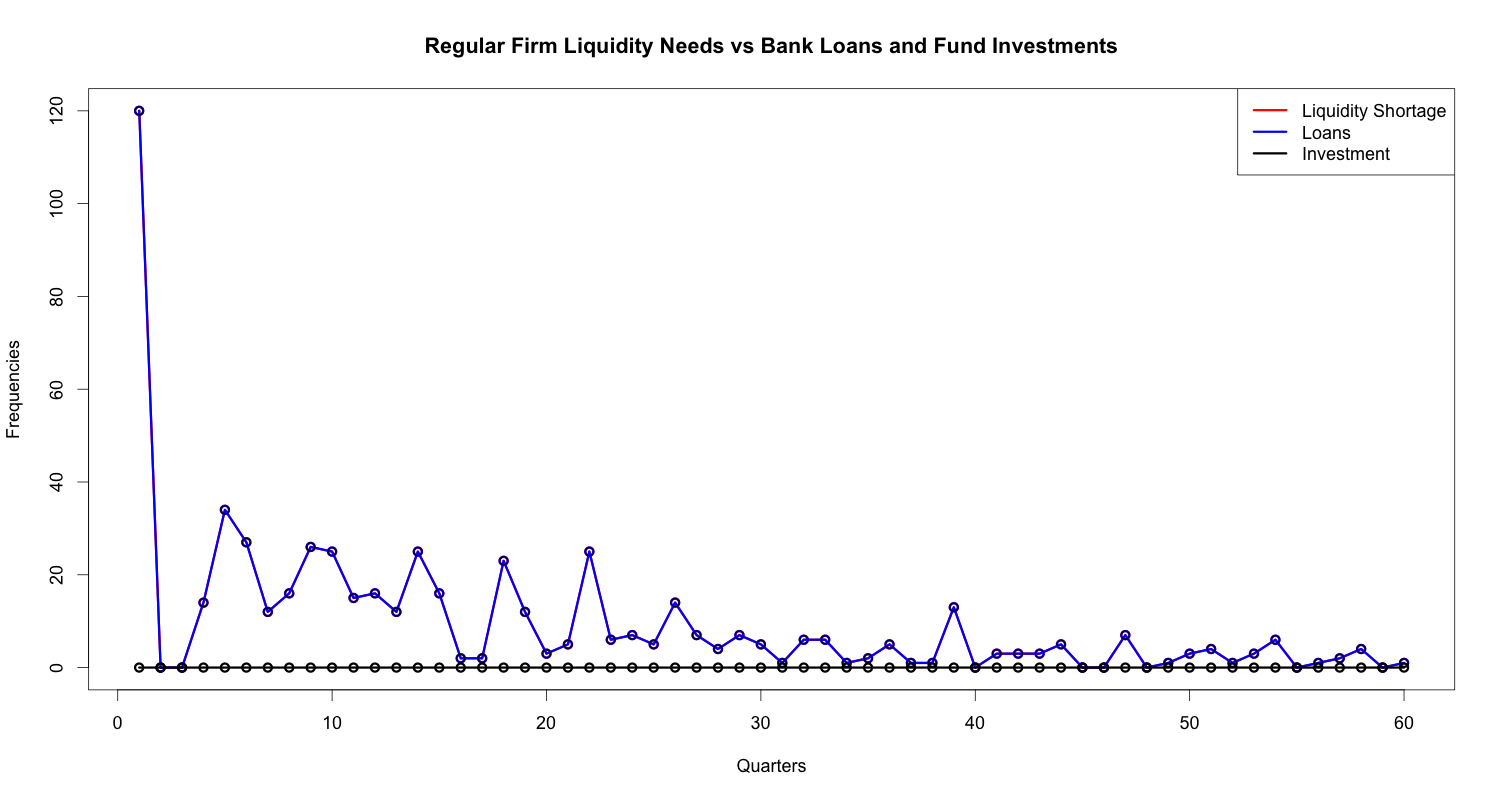 Regular Firm Liquidity Needs vs Bank Loans and Fund Investments
Liquidity Shortage
Loans
Investment
Frequencies
120
100
80
60
40
20
0
0 10 20 30 40 50 60
Quarters